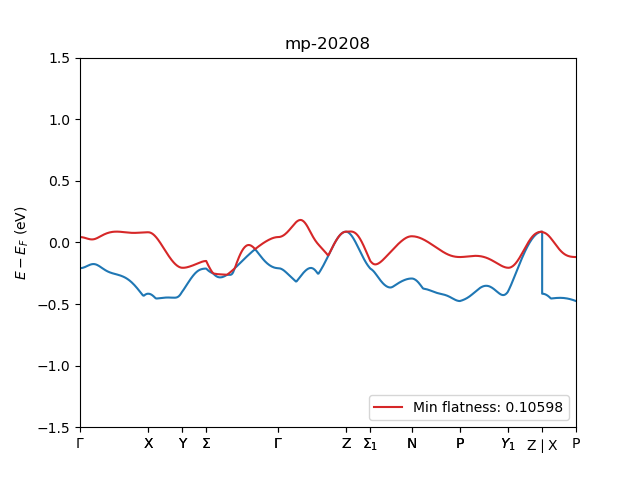 mp-20208
1.5
1.0
0.5
0.0
−0.5
−1.0
−1.5
E − E_F (eV)
Min flatness: 0.10598
Γ X Y Σ Γ Z Σ₁ N P Y₁ Z | X P